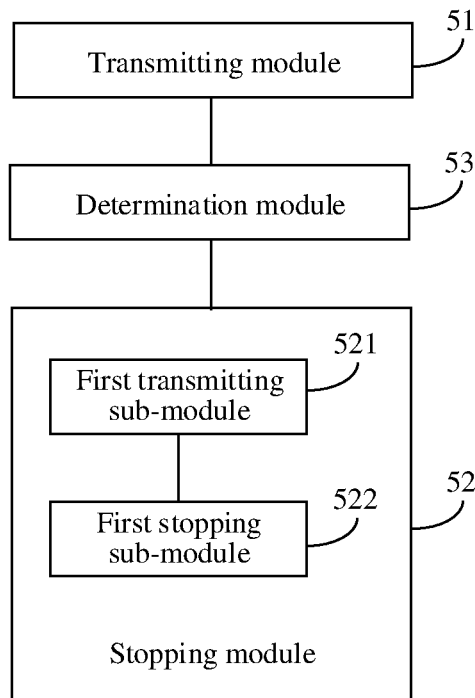 51
Transmitting module
53
Determination module
521
First transmitting
sub-module
52
522
First stopping
sub-module
Stopping module